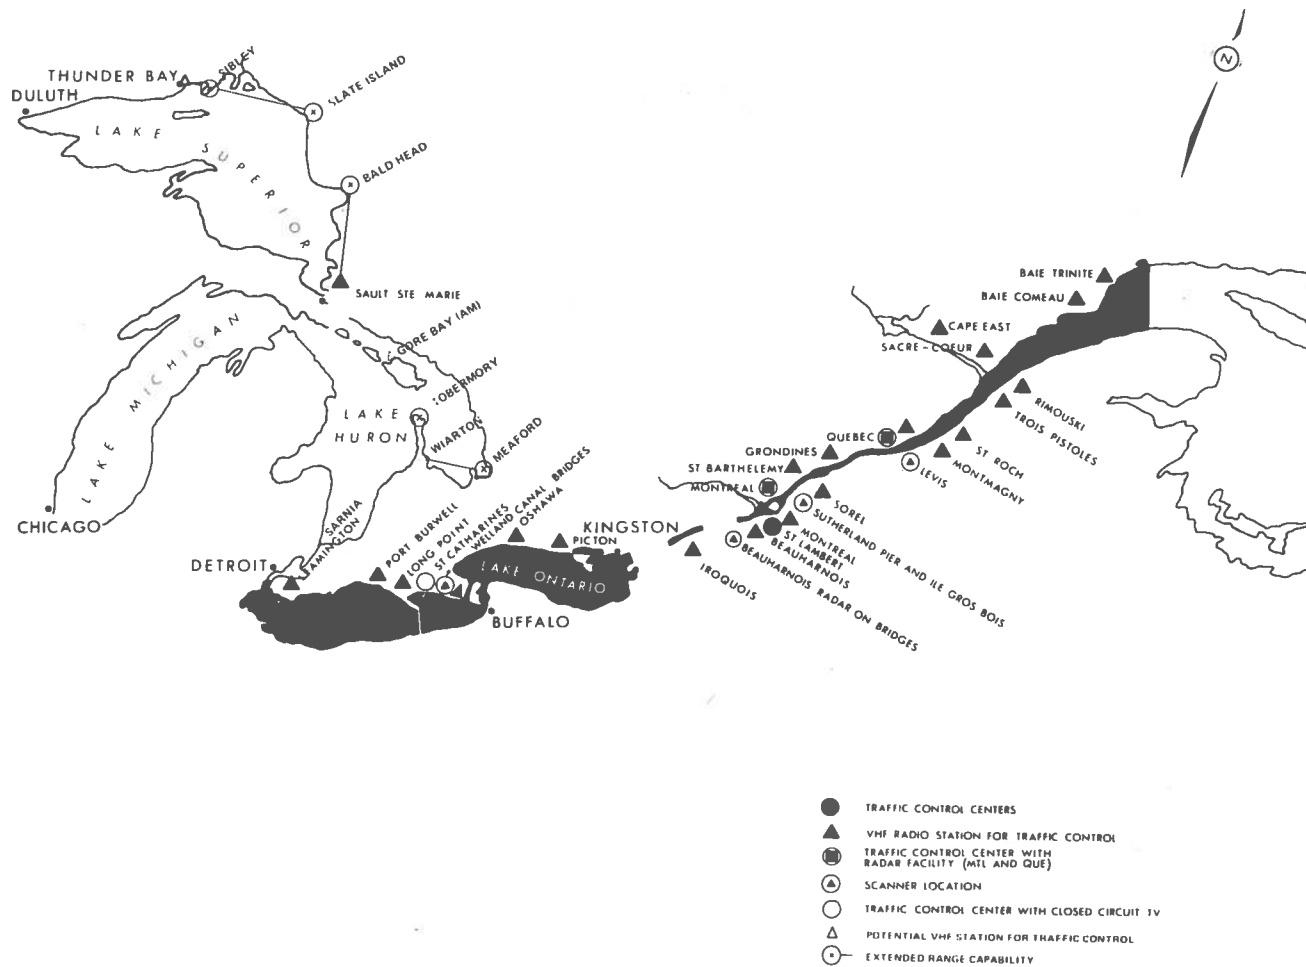 N
THUNDER BAY
SIBLEY
DULUTH
SLATE ISLAND
LAKE
SUPERIOR
BALD HEAD
SAULT STE MARIE
LAKE MICHIGAN
GORE BAY (AM)
TOBERMORY
LAKE
HURON
WIARTON
MEAFORD
CHICAGO
SARNIA
DETROIT
PORT BURWELL
LONG POINT
ST CATHARINES
WELLAND CANAL BRIDGES
OSHAWA
PICTON
KINGSTON
LAKE ONTARIO
BUFFALO
BAIE TRINITE
BAIE COMEAU
CAPE EAST
SACRE-COEUR
RIMOUSKI
TROIS PISTOLES
QUEBEC
ST ROCH
MONTMAGNY
LEVIS
GRONDINES
ST BARTHELEMY
MONTREAL
SOREL
SUTHERLAND PIER AND ILE GROS BOIS
MONTREAL
ST LAMBERT
BEAUHARNOIS
BEAUHARNOIS RADAR ON BRIDGES
IROQUOIS
TRAFFIC CONTROL CENTERS
VHF RADIO STATION FOR TRAFFIC CONTROL
TRAFFIC CONTROL CENTER WITH
RADAR FACILITY (MTL AND QUE)
SCANNER LOCATION
TRAFFIC CONTROL CENTER WITH CLOSED CIRCUIT TV
POTENTIAL VHF STATION FOR TRAFFIC CONTROL
EXTENDED RANGE CAPABILITY